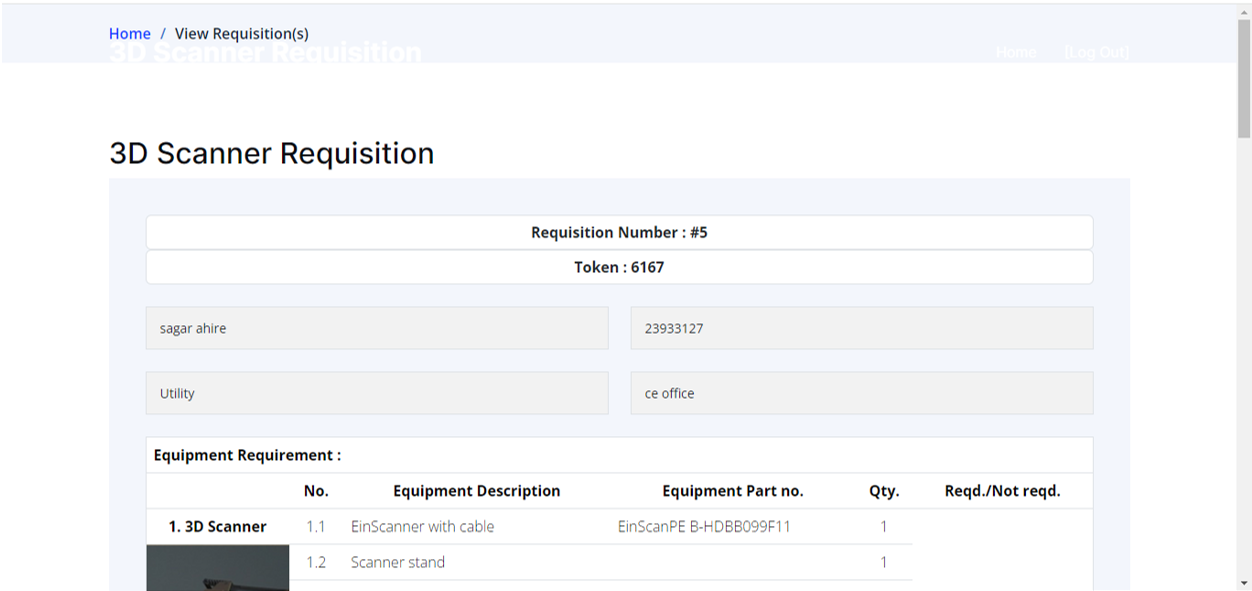 Home / View Requisition(s)
3D Scanner Requisition Home [Log Out]
3D Scanner Requisition
Requisition Number : #5
Token : 6167
sagar ahire 23933127
Utility ce office
Equipment Requirement :
No. Equipment Description Equipment Part no. Qty. Reqd./Not reqd.
1. 3D Scanner 1.1 EinScanner with cable EinScanPE B-HDBB099F11 1
1.2 Scanner stand 1